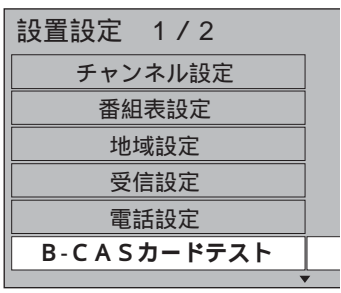 設置設定 1/2
チャンネル設定
番組表設定
地域設定
受信設定
電話設定
B-CASカードテスト